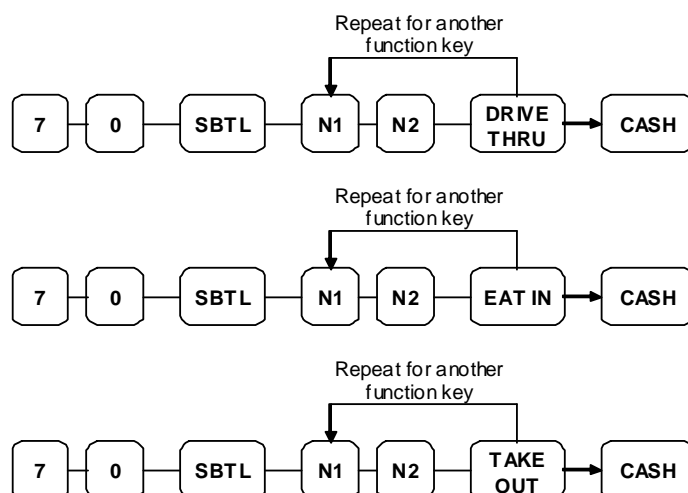 Repeat for another
function key
7 0 SBTL N1 N2 DRIVE THRU CASH
Repeat for another
function key
7 0 SBTL N1 N2 EAT IN CASH
Repeat for another
function key
7 0 SBTL N1 N2 TAKE OUT CASH